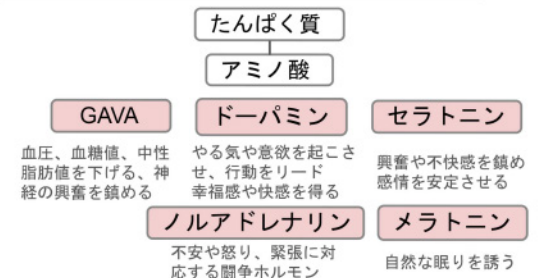 たんぱく質
アミノ酸
GAVA
血圧、血糖値、中性
脂肪値を下げる、神
経の興奮を鎮める
ドーパミン
やる気や意欲を起こさ
せ、行動をリード
幸福感や快感を得る
セラトニン
興奮や不快感を鎮め
感情を安定させる
ノルアドレナリン
不安や怒り、緊張に対
応する闘争ホルモン
メラトニン
自然な眠りを誘う